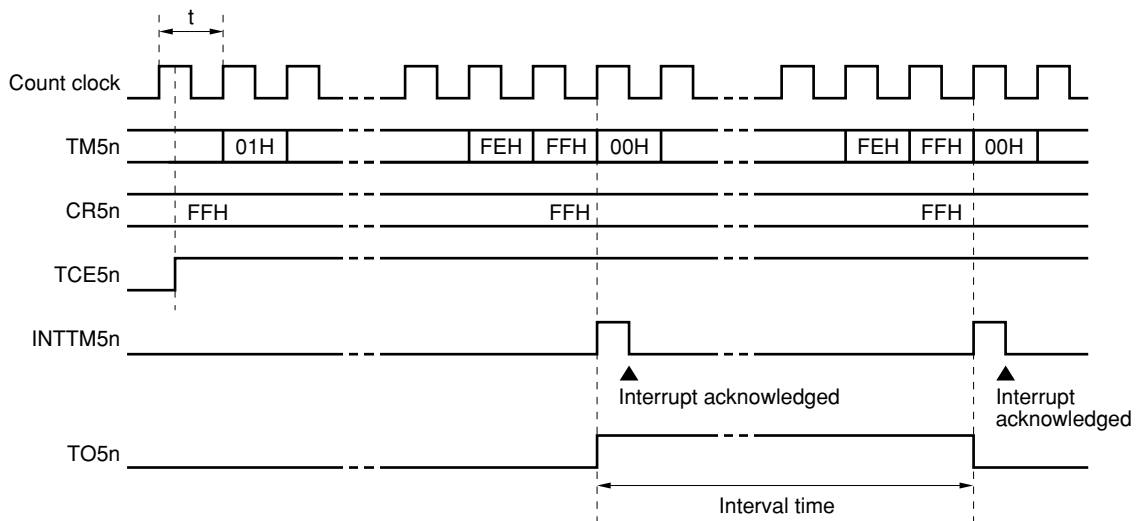 t
Count clock
TM5n 01H FEH FFH 00H FEH FFH 00H
CR5n FFH FFH FFH
TCE5n
INTTM5n
Interrupt acknowledged Interrupt
acknowledged
TO5n
Interval time